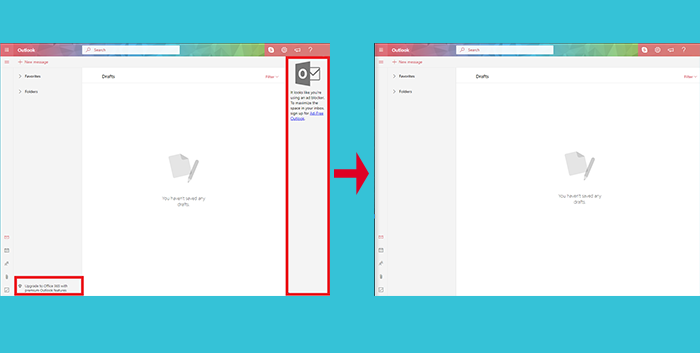 Outlook
Search
New message
Favorites
Folders
Drafts
Filter
It looks like you're
using an ad blocker.
To maximize the
space in your inbox,
sign up for Ad-Free
Outlook.
You haven't saved any
drafts.
Upgrade to Office 365 with
premium Outlook features
Outlook
Search
New message
Favorites
Folders
Drafts
Filter
You haven't saved any
drafts.